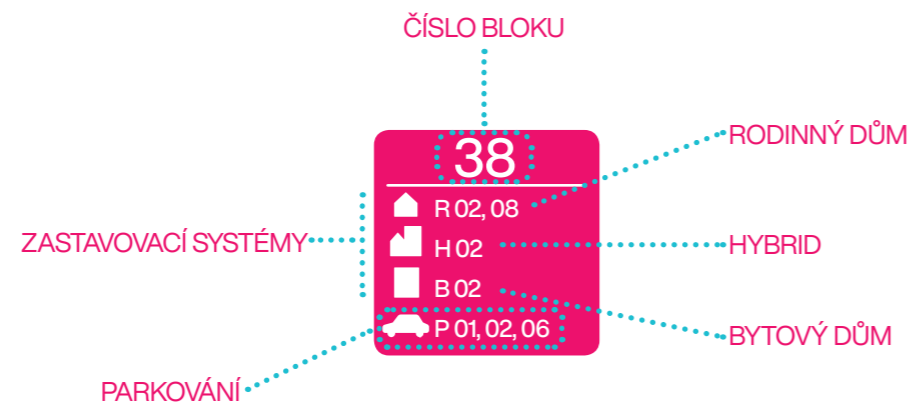 ČÍSLO BLOKU
38
RODINNÝ DŮM
R 02, 08
ZASTAVOVACÍ SYSTÉMY
H 02
HYBRID
B 02
BYTOVÝ DŮM
P 01, 02, 06
PARKOVÁNÍ